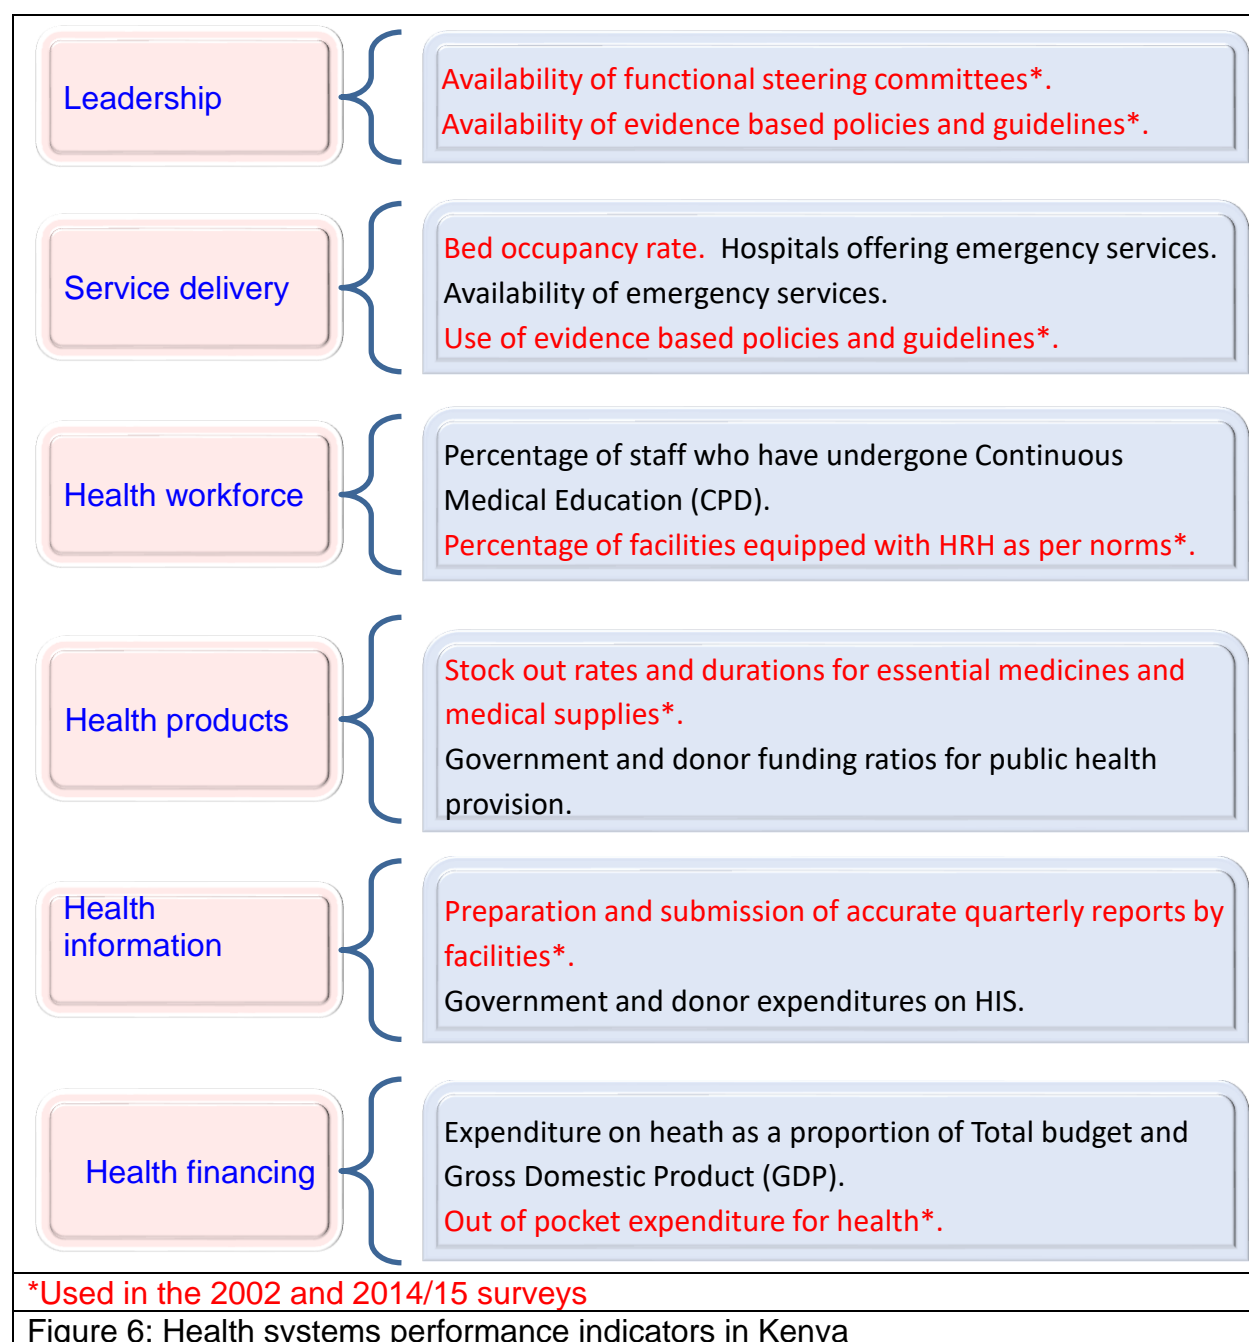 Leadership
Availability of functional steering committees*.
Availability of evidence based policies and guidelines*.
Service delivery
Bed occupancy rate. Hospitals offering emergency services.
Availability of emergency services.
Use of evidence based policies and guidelines*.
Health workforce
Percentage of staff who have undergone Continuous
Medical Education (CPD).
Percentage of facilities equipped with HRH as per norms*.
Health products
Stock out rates and durations for essential medicines and
medical supplies*.
Government and donor funding ratios for public health
provision.
Health
information
Preparation and submission of accurate quarterly reports by
facilities*.
Government and donor expenditures on HIS.
Health financing
Expenditure on heath as a proportion of Total budget and
Gross Domestic Product (GDP).
Out of pocket expenditure for health*.
*Used in the 2002 and 2014/15 surveys
Figure 6: Health systems performance indicators in Kenya